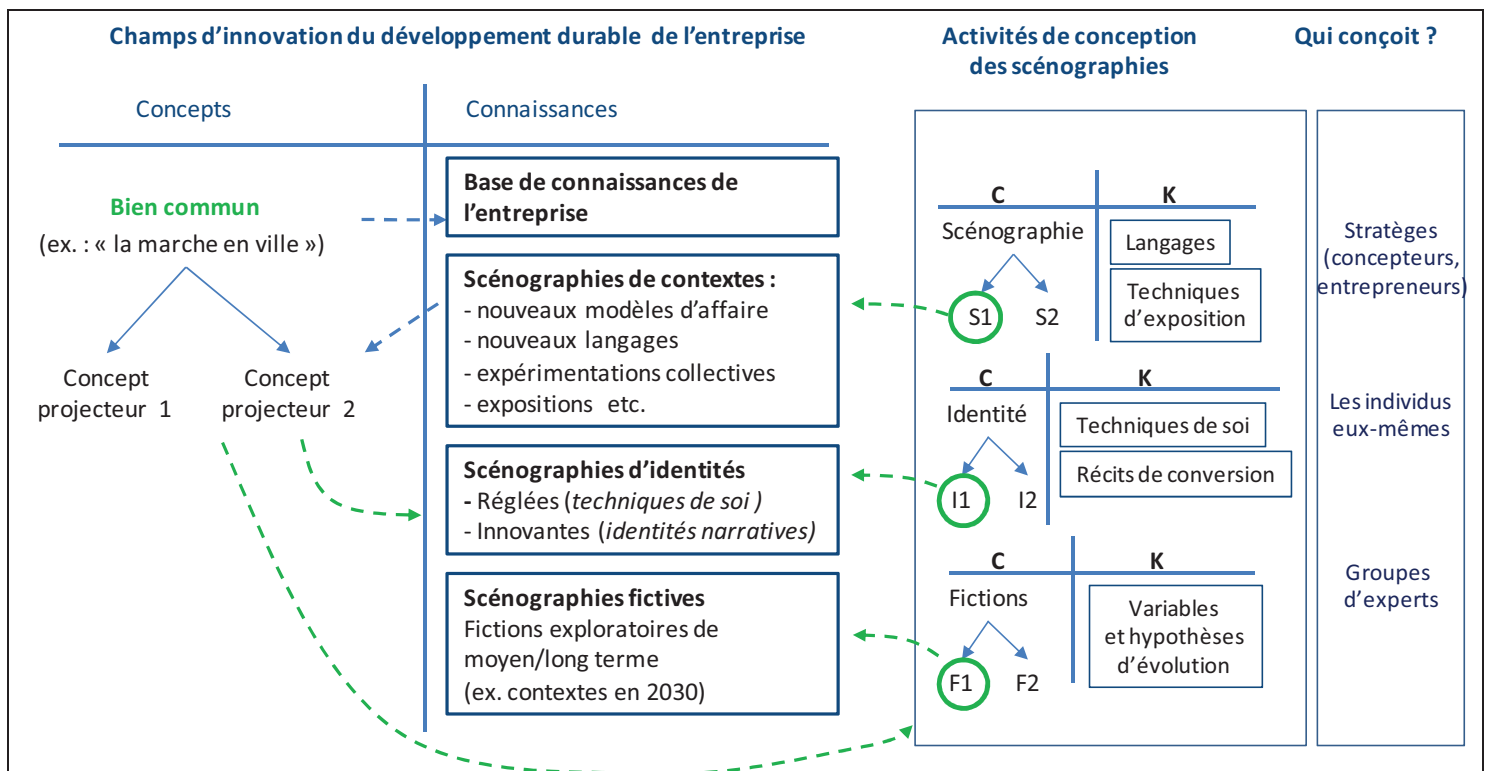 Champs d’innovation du développement durable de l’entreprise
Activités de conception
des scénographies
Qui conçoit ?
Concepts
Connaissances
Bien commun
(ex. : « la marche en ville »)
Concept
projecteur 1
Concept
projecteur 2
Base de connaissances de
l’entreprise
Scénographies de contextes :
- nouveaux modèles d’affaire
- nouveaux langages
- expérimentations collectives
- expositions etc.
Scénographies d’identités
- Réglées (techniques de soi )
- Innovantes (identités narratives)
Scénographies fictives
Fictions exploratoires de
moyen/long terme
(ex. contextes en 2030)
C K
Scénographie
S1 S2
Langages
Techniques
d’exposition
C K
Identité
I1 I2
Techniques de soi
Récits de conversion
C K
Fictions
F1 F2
Variables
et hypothèses
d’évolution
Stratèges
(concepteurs,
entrepreneurs)
Les individus
eux-mêmes
Groupes
d’experts